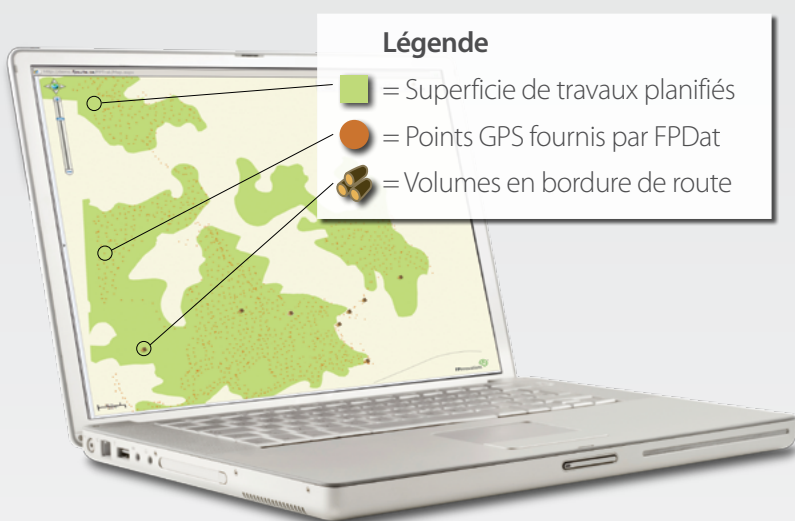 Légende
= Superficie de travaux planifiés
= Points GPS fournis par FPDat
= Volumes en bordure de route